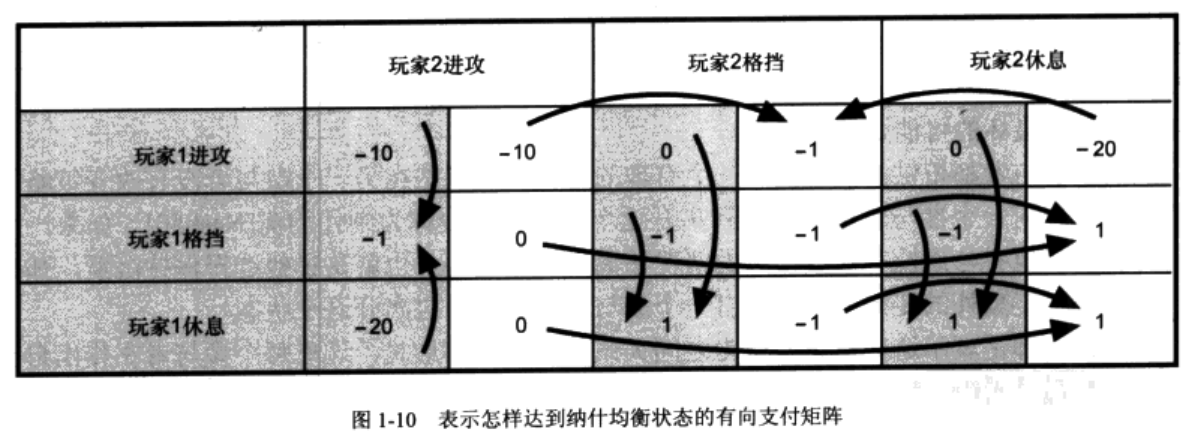 玩家2进攻 玩家2格挡 玩家2休息
玩家1进攻 -10 -10 0 -1 0 -20
玩家1格挡 -1 0 -1 -1 -1 1
玩家1休息 -20 0 1 -1 1 1
图 1-10 表示怎样达到纳什均衡状态的有向支付矩阵